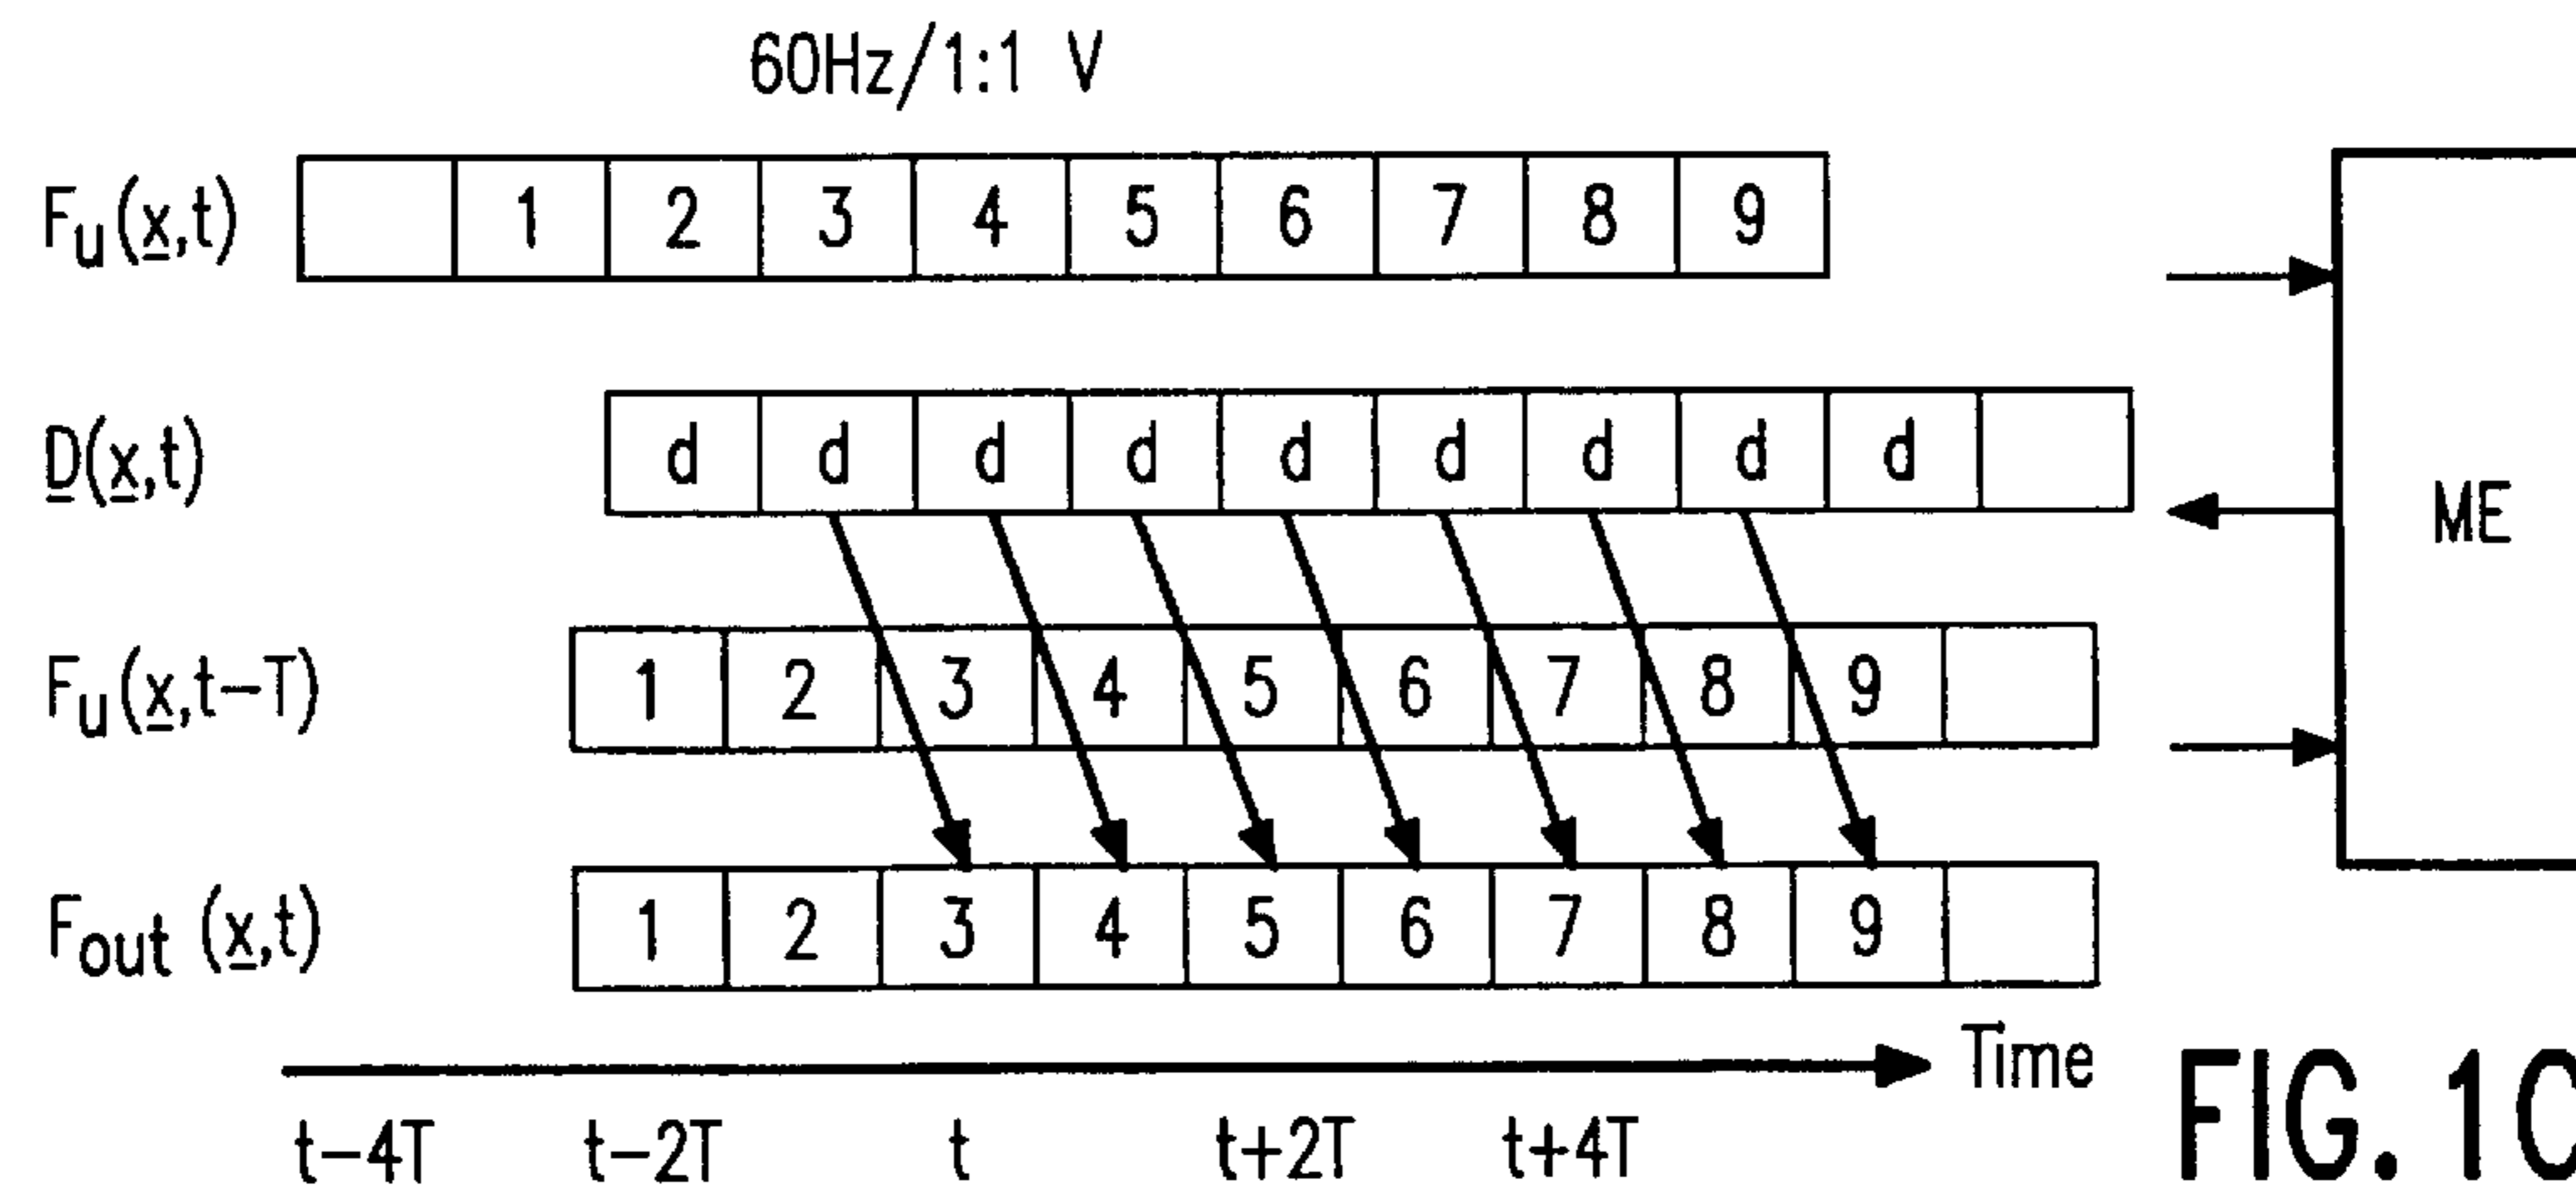 60Hz/1:1 V
Fu(x,t) 1 2 3 4 5 6 7 8 9
D(x,t) d d d d d d d d d
ME
Fu(x,t-T) 1 2 3 4 5 6 7 8 9
Fout (x,t) 1 2 3 4 5 6 7 8 9
Time
t-4T t-2T t t+2T t+4T
FIG. 1C